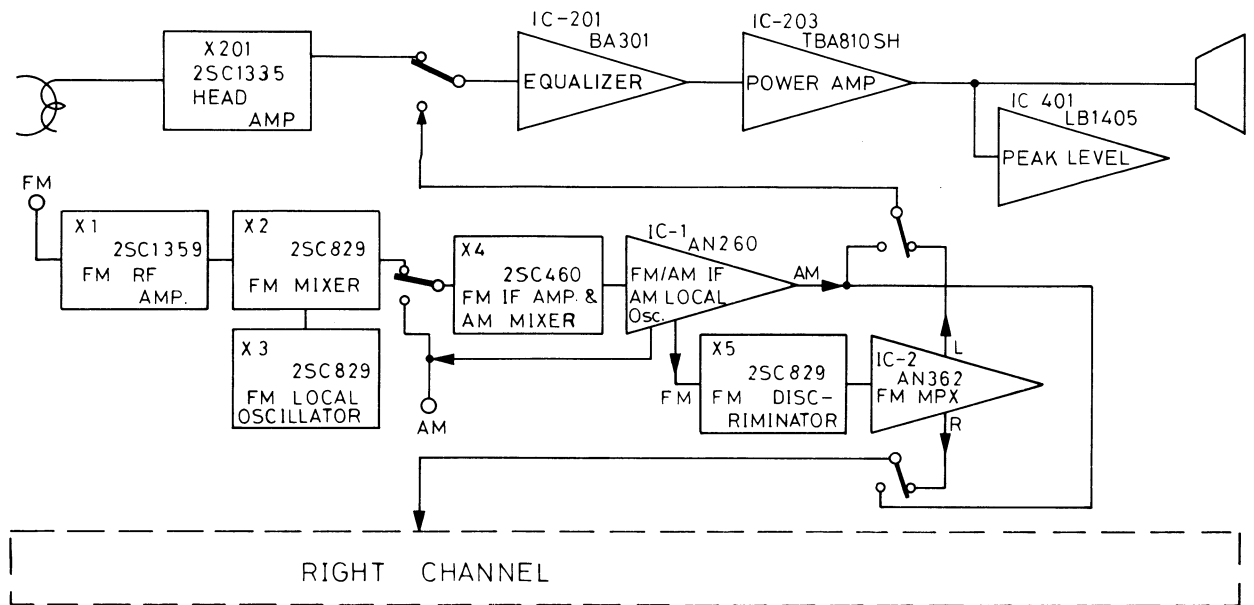 X201
2SC1335
HEAD
AMP
IC-201
BA301
EQUALIZER
IC-203
TBA810SH
POWER AMP
IC 401
LB1405
PEAK LEVEL
FM
X1
2SC1359
FM RF
AMP.
X2
2SC829
FM MIXER
X3
2SC829
FM LOCAL
OSCILLATOR
X4
2SC460
FM IF AMP. &
AM MIXER
AM
IC-1
AN260
FM/AM IF
AM LOCAL
Osc.
AM
FM
X5
2SC829
FM DISC-
RIMINATOR
L
IC-2
AN362
FM MPX
R
RIGHT CHANNEL